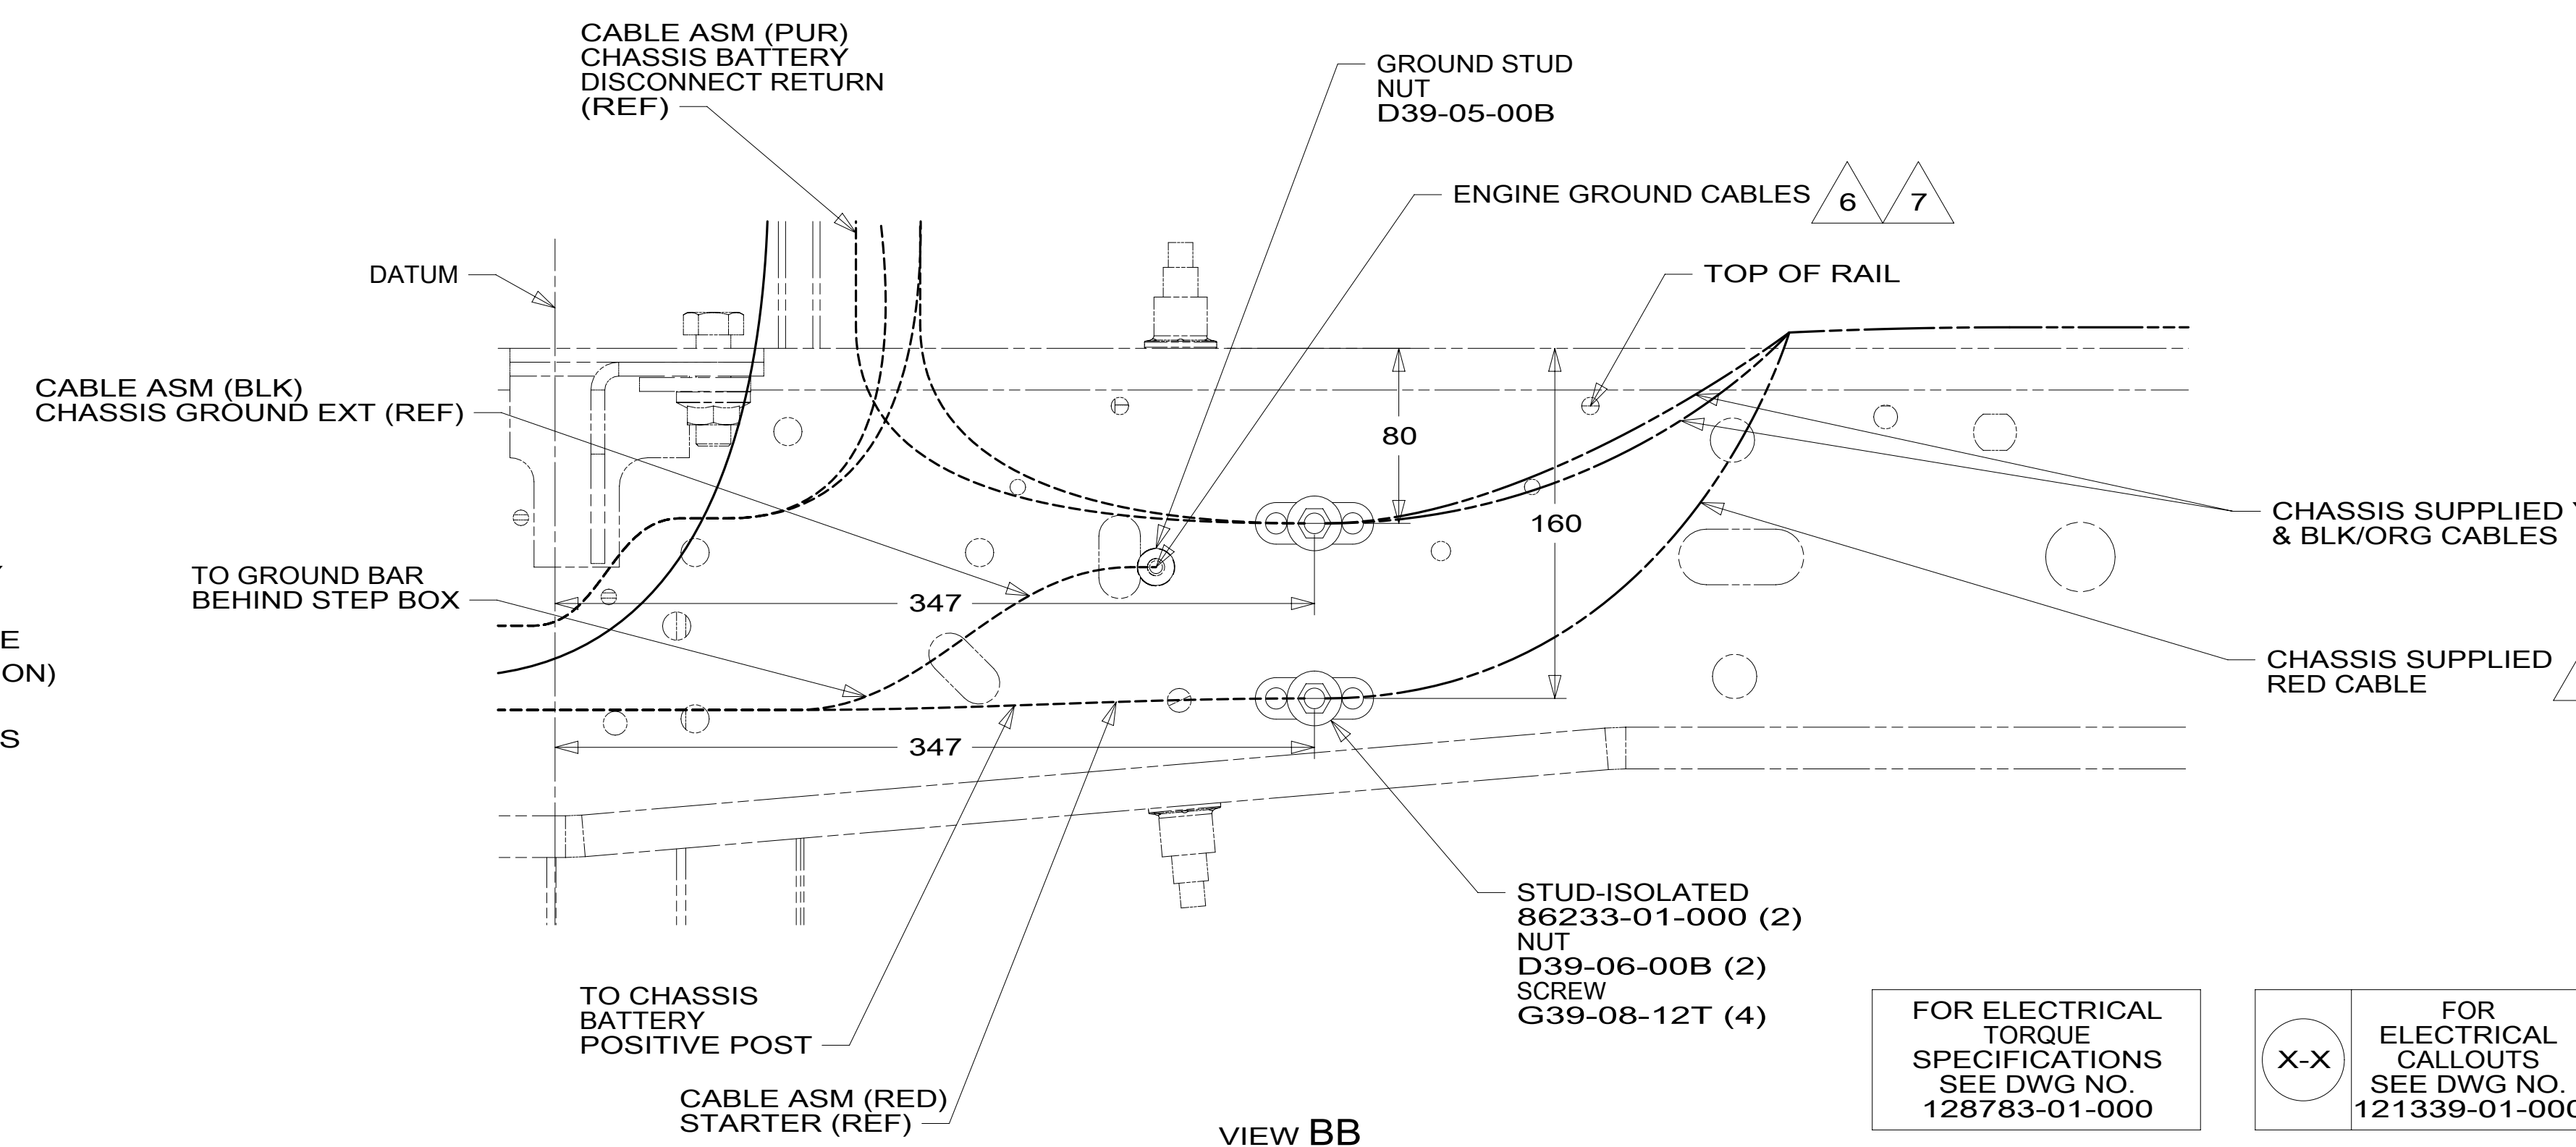 CABLE ASM (PUR)
CHASSIS BATTERY
DISCONNECT RETURN
(REF)
GROUND STUD
NUT
D39-05-00B
ENGINE GROUND CABLES
6
7
DATUM
TOP OF RAIL
CABLE ASM (BLK)
CHASSIS GROUND EXT (REF)
80
160
CHASSIS SUPPLIED
& BLK/ORG CABLES
TO GROUND BAR
BEHIND STEP BOX
347
E
ON)
CHASSIS SUPPLIED
RED CABLE
S
347
STUD-ISOLATED
86233-01-000 (2)
NUT
D39-06-00B (2)
SCREW
G39-08-12T (4)
TO CHASSIS
BATTERY
POSITIVE POST
CABLE ASM (RED)
STARTER (REF)
FOR ELECTRICAL
TORQUE
SPECIFICATIONS
SEE DWG NO.
128783-01-000
X-X
FOR
ELECTRICAL
CALLOUTS
SEE DWG NO.
121339-01-000
VIEW BB